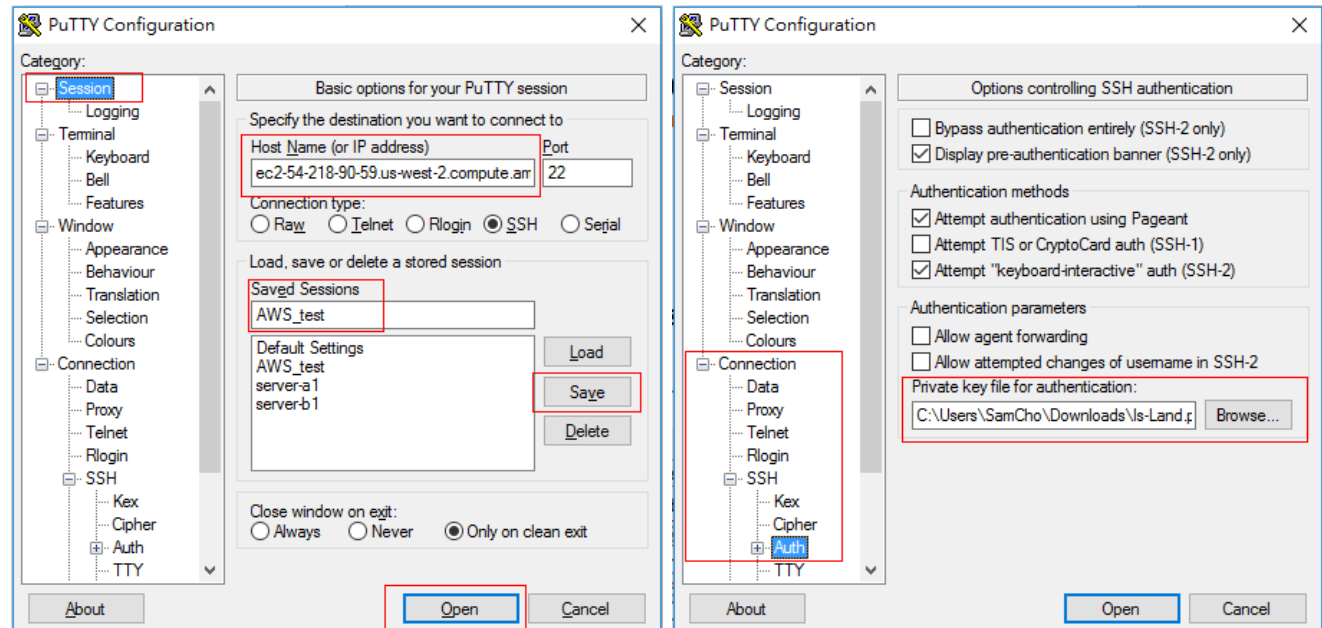 PuTTY Configuration
Category:
Session
Logging
Terminal
Keyboard
Bell
Features
Window
Appearance
Behaviour
Translation
Selection
Colours
Connection
Data
Proxy
Telnet
Rlogin
SSH
Kex
Cipher
Auth
TTY
Basic options for your PuTTY session
Specify the destination you want to connect to
Host Name (or IP address) Port
ec2-54-218-90-59.us-west-2.compute.am 22
Connection type:
Raw Telnet Rlogin SSH Serial
Load, save or delete a stored session
Saved Sessions
AWS_test
Default Settings
AWS_test
server-a1
server-b1
Load
Save
Delete
Close window on exit:
Always Never Only on clean exit
About Open Cancel
PuTTY Configuration
Category:
Session
Logging
Terminal
Keyboard
Bell
Features
Window
Appearance
Behaviour
Translation
Selection
Colours
Connection
Data
Proxy
Telnet
Rlogin
SSH
Kex
Cipher
Auth
TTY
Options controlling SSH authentication
Bypass authentication entirely (SSH-2 only)
Display pre-authentication banner (SSH-2 only)
Authentication methods
Attempt authentication using Pageant
Attempt TIS or CryptoCard auth (SSH-1)
Attempt "keyboard-interactive" auth (SSH-2)
Authentication parameters
Allow agent forwarding
Allow attempted changes of username in SSH-2
Private key file for authentication:
C:\Users\SamCho\Downloads\Is-Land.p Browse...
About Open Cancel